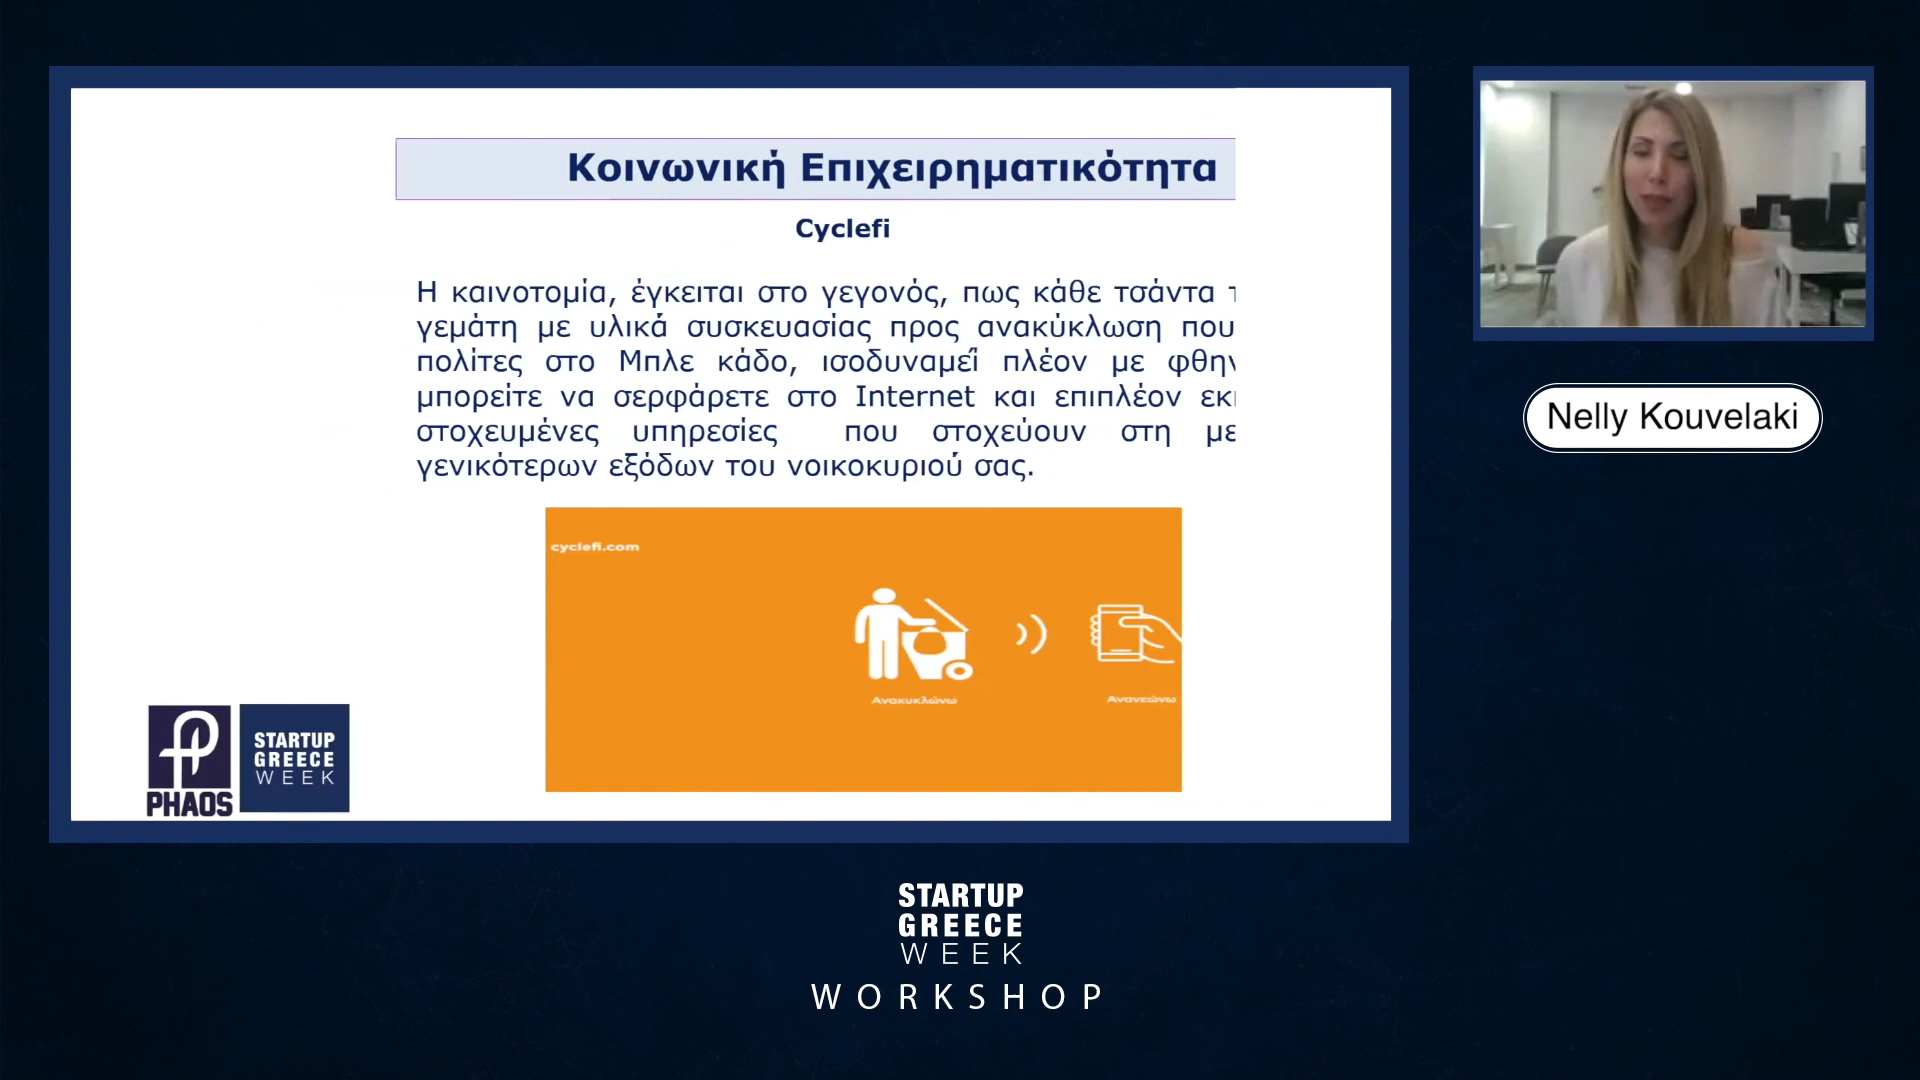 Κοινωνική Επιχειρηματικότητα
Cyclefi
Η καινοτομία, έγκειται στο γεγονός, πως κάθε τσάντα
γεμάτη με υλικά συσκευασίας προς ανακύκλωση που
πολίτες στο Μπλε κάδο, ισοδυναμεί πλέον με
μπορείτε να σερφάρετε στο Internet και επιπλέον
στοχευμένες υπηρεσίες που στοχεύουν στη
γενικότερων εξόδων του νοικοκυριού σας.
cyclefi.com
Ανακυκλώνω
Ανανεώνω
PHAOS
STARTUP
GREECE
WEEK
Nelly Kouvelaki
STARTUP
GREECE
WEEK
WORKSHOP